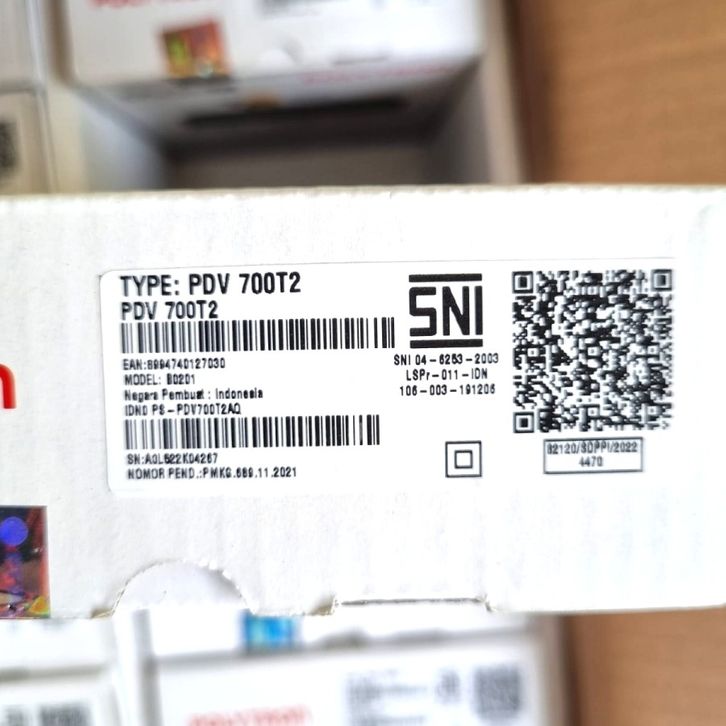 TYPE: PDV 700T2
PDV 700T2
EAN:8994740127030
MODEL: B0201
Negara Pembuat : Indonesia
IDNO PS-PDV700T2AQ
SN:A0L622K04267
NOMOR PEND.:PMKG.689.11.2021
SNI
SNI 04-6253-2003
LSPr-011-IDN
106-003-191206
82120/SDPPI/2022
4470